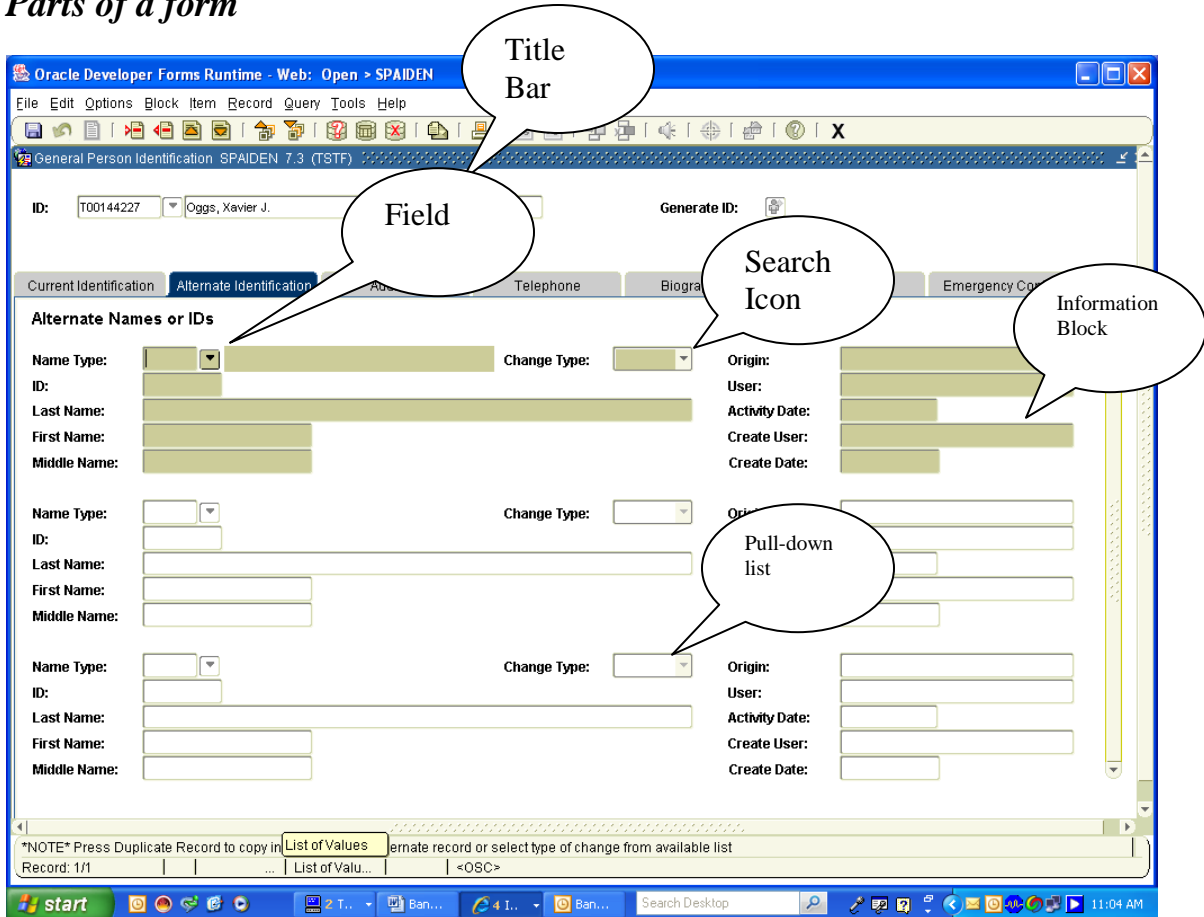 Parts of a form
Title
Bar
Oracle Developer Forms Runtime - Web: Open > SPAIDEN
File Edit Options Block Item Record Query Tools Help
X
General Person Identification SPAIDEN 7.3 (TSTF)
ID: T00144227 Oggs, Xavier J. Generate ID:
Field
Search
Icon
Information
Block
Current Identification Alternate Identification Telephone Emergency
Alternate Names or IDs
Name Type: Change Type: Origin:
ID: User:
Last Name: Activity Date:
First Name: Create User:
Middle Name: Create Date:
Name Type: Change Type:
ID:
Last Name:
First Name:
Middle Name:
Pull-down
list
Name Type: Change Type: Origin:
ID: User:
Last Name: Activity Date:
First Name: Create User:
Middle Name: Create Date:
*NOTE* Press Duplicate Record to copy in List of Values record or select type of change from available list
Record: 1/1 ... List of Valu... <OSC>
start 2 T.. Ban... 4 I.. Ban... Search Desktop 11:04 AM